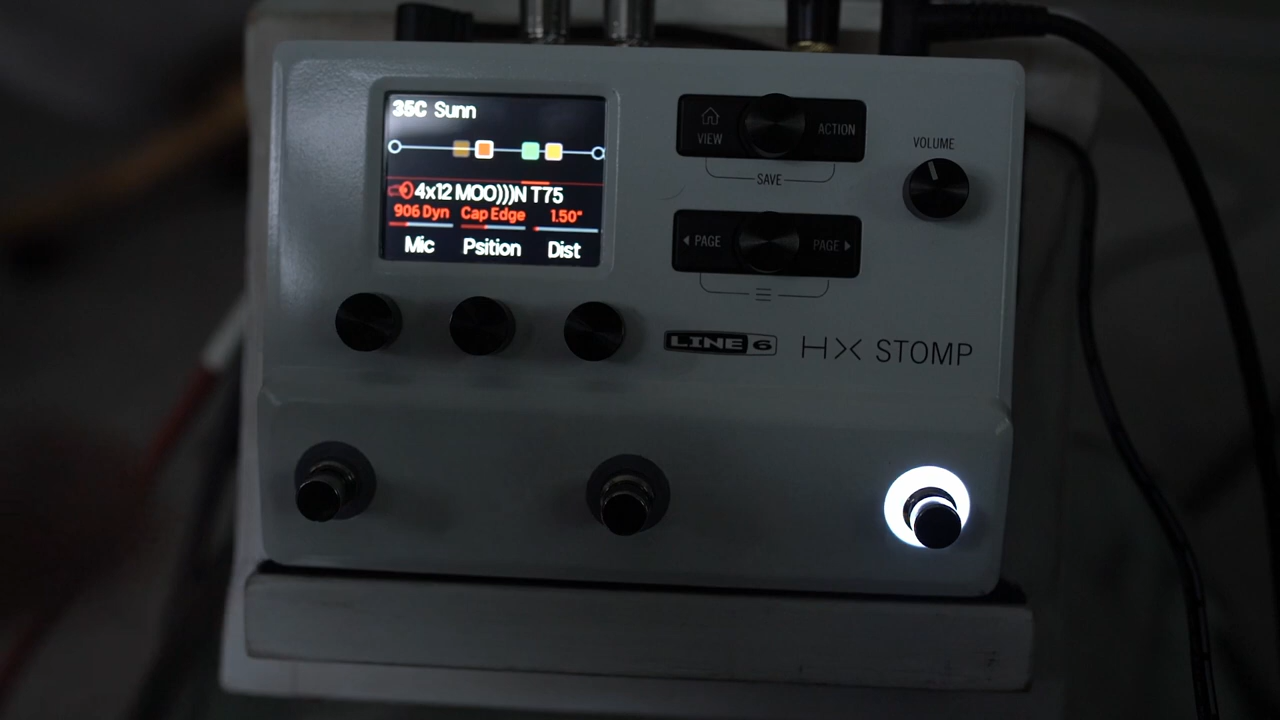 35C Sunn
4x12 MOO)))N T75
906 Dyn Cap Edge 1.50"
Mic Psition Dist
VIEW ACTION
SAVE
PAGE PAGE
VOLUME
LINE 6 HX STOMP